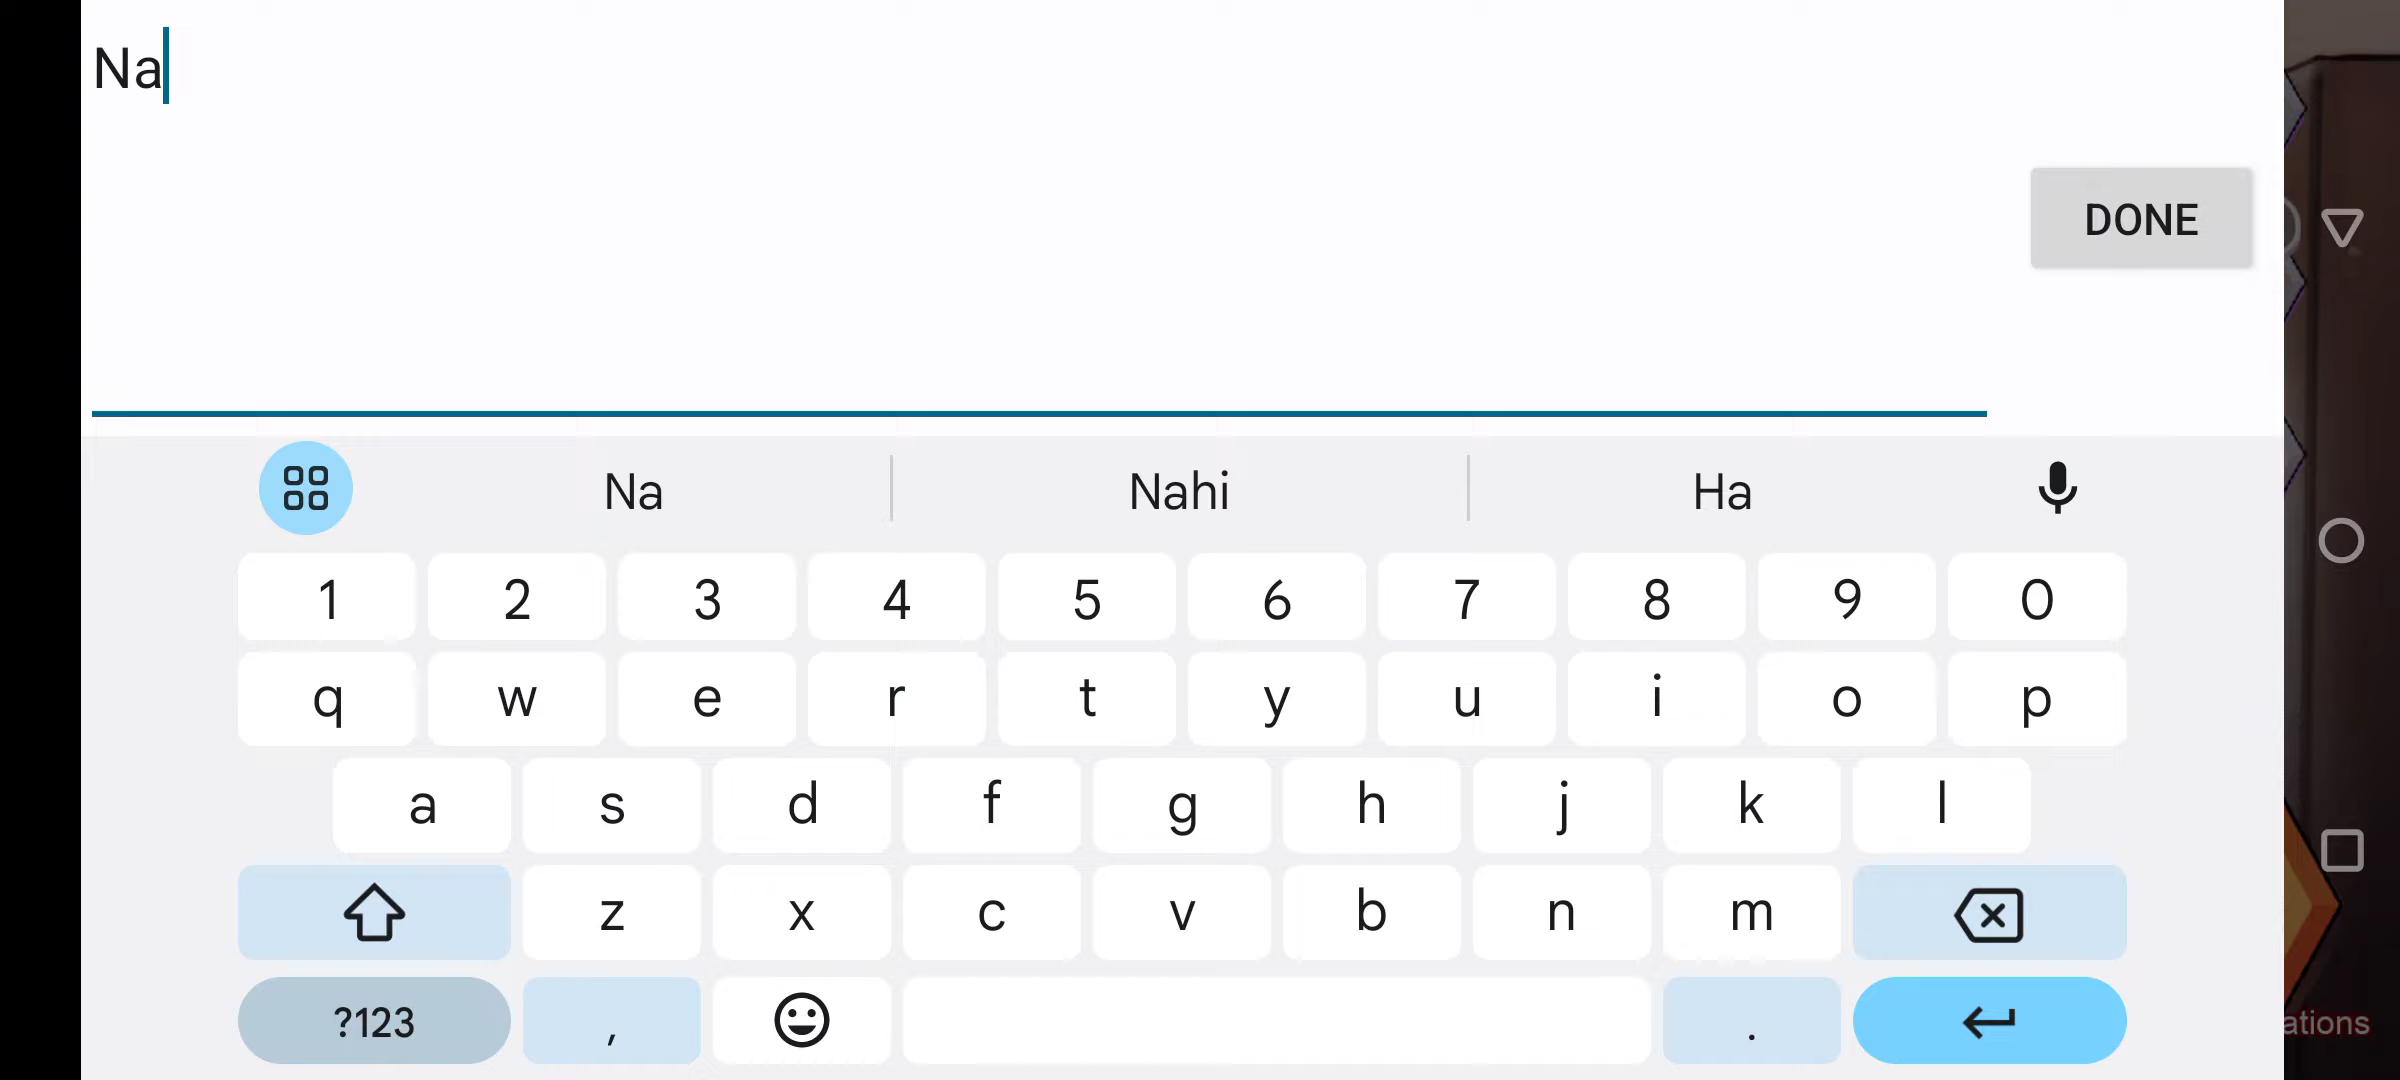 Na
DONE
Na Nahi Ha
1 2 3 4 5 6 7 8 9 0
q w e r t y u i o p
a s d f g h j k l
z x c v b n m
?123 , .
ations